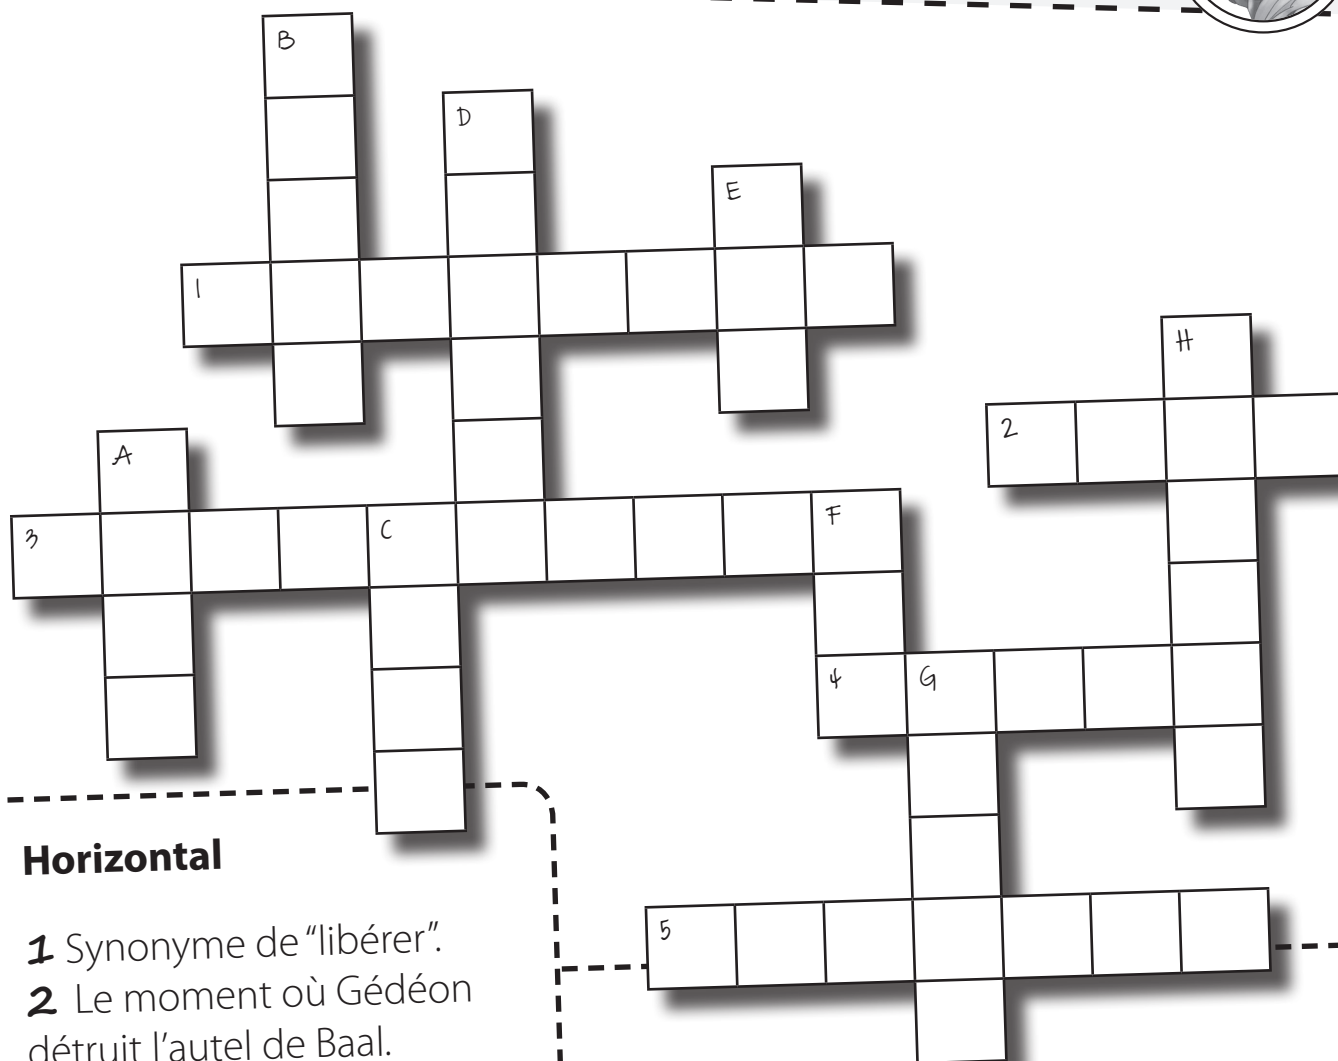 B
D
E
1
H
2
A
3 C F
4 G
5
Horizontal
1 Synonyme de “libérer”.
2 Le moment où Gédéon
détruit l’autel de Baal.